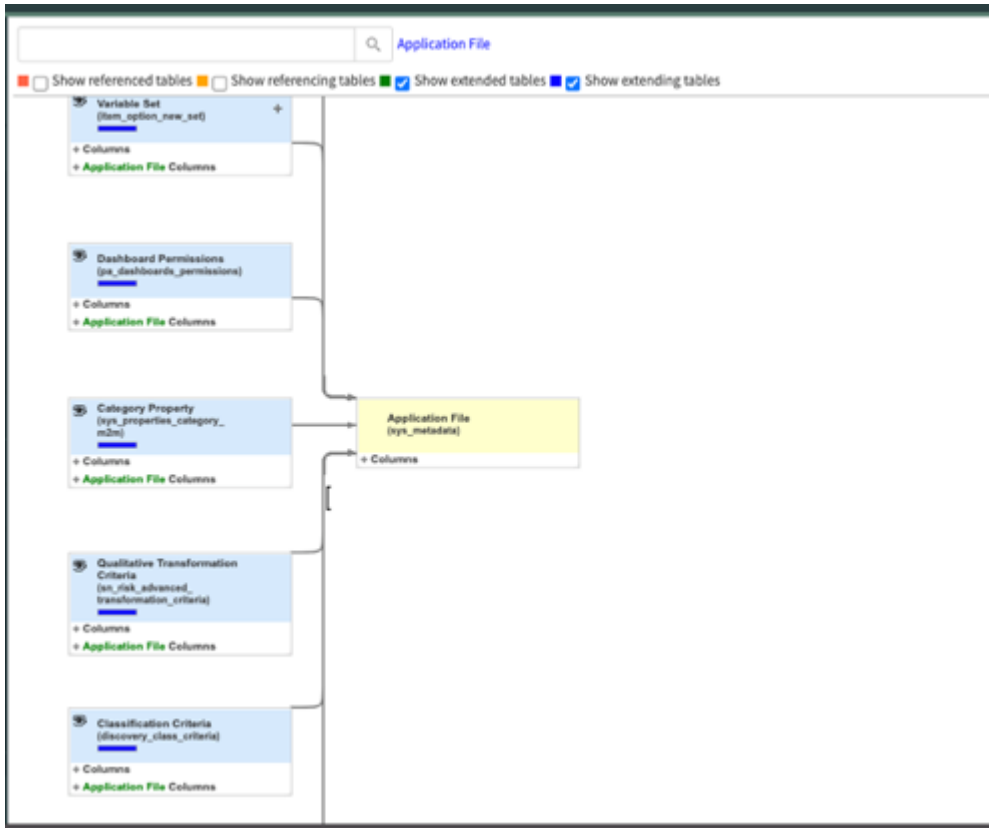 Application File
Show referenced tables Show referencing tables Show extended tables Show extending tables
Variable Set
(item_option_new_set)
+ Columns
+ Application File Columns
Dashboard Permissions
(pa_dashboards_permissions)
+ Columns
+ Application File Columns
Category Property
(sys_properties_category_
m2m)
+ Columns
+ Application File Columns
Application File
(sys_metadata)
+ Columns
Qualitative Transformation
Criteria
(sn_risk_advanced_
transformation_criteria)
+ Columns
+ Application File Columns
Classification Criteria
(discovery_class_criteria)
+ Columns
+ Application File Columns